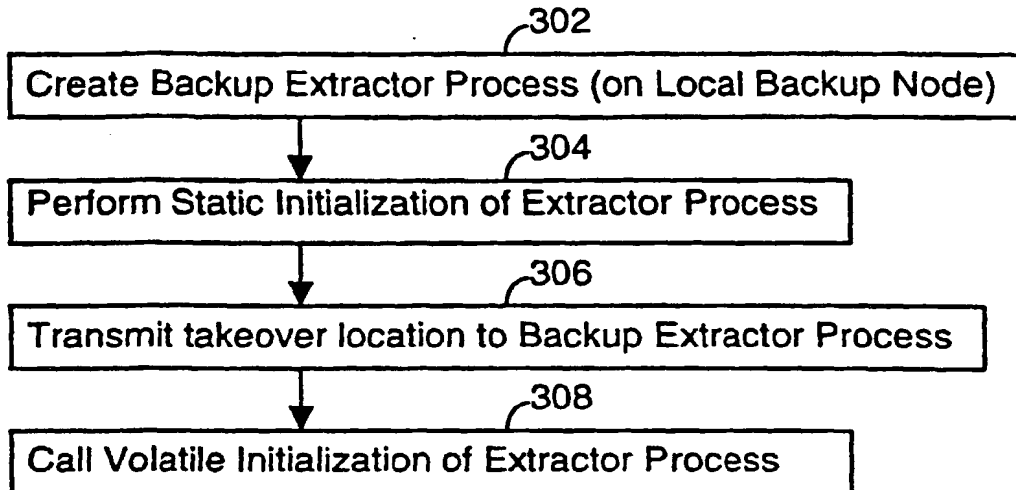 302
Create Backup Extractor Process (on Local Backup Node)
304
Perform Static Initialization of Extractor Process
306
Transmit takeover location to Backup Extractor Process
308
Call Volatile Initialization of Extractor Process